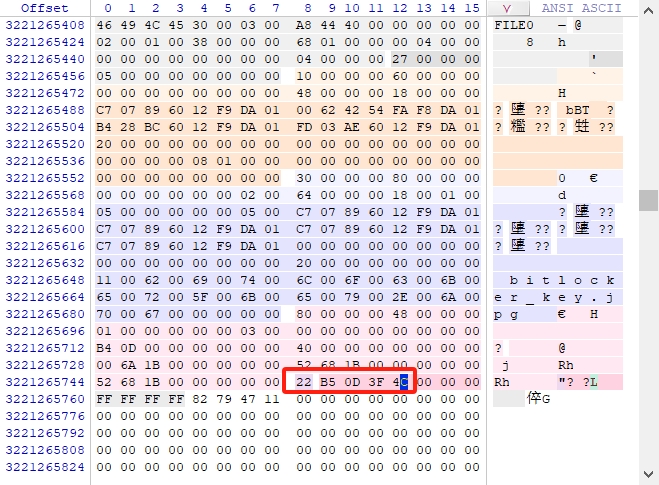 Offset 0 1 2 3 4 5 6 7 8 9 10 11 12 13 14 15 ANSI ASCII
3221265408 46 49 4C 45 30 00 03 00 A8 44 40 00 00 00 00 00 FILE0 —@
3221265424 02 00 01 00 38 00 00 00 68 01 00 00 00 04 00 00 8 h
3221265440 00 00 00 00 00 00 00 00 04 00 00 00 27 00 00 00 '
3221265456 05 00 00 00 00 00 00 00 10 00 00 00 60 00 00 00 `
3221265472 00 00 00 00 00 00 00 00 48 00 00 00 18 00 00 00 H
3221265488 C7 07 89 60 12 F9 DA 01 00 62 42 54 FA F8 DA 01 ? ?? bBT ?
3221265504 B4 28 BC 60 12 F9 DA 01 FD 03 AE 60 12 F9 DA 01 ? ?? ? ??
3221265520 20 00 00 00 00 00 00 00 00 00 00 00 00 00 00 00
3221265536 00 00 00 00 08 01 00 00 00 00 00 00 00 00 00 00
3221265552 00 00 00 00 00 00 00 00 30 00 00 00 80 00 00 00 0 €
3221265568 00 00 00 00 00 00 02 00 64 00 00 00 18 00 01 00 d
3221265584 05 00 00 00 00 00 05 00 C7 07 89 60 12 F9 DA 01 ? ??
3221265600 C7 07 89 60 12 F9 DA 01 C7 07 89 60 12 F9 DA 01 ? ?? ? ??
3221265616 C7 07 89 60 12 F9 DA 01 00 00 00 00 00 00 00 00 ? ??
3221265632 00 00 00 00 00 00 00 00 20 00 00 00 00 00 00 00
3221265648 11 00 62 00 69 00 74 00 6C 00 6F 00 63 00 6B 00 b i t l o c k
3221265664 65 00 72 00 5F 00 6B 00 65 00 79 00 2E 00 6A 00 e r _ k e y . j
3221265680 70 00 67 00 00 00 00 00 80 00 00 00 48 00 00 00 p g € H
3221265696 01 00 00 00 00 00 03 00 00 00 00 00 00 00 00 00
3221265712 B4 0D 00 00 00 00 00 00 40 00 00 00 00 00 00 00 ? @
3221265728 00 6A 1B 00 00 00 00 00 52 68 1B 00 00 00 00 00 j Rh
3221265744 52 68 1B 00 00 00 00 00 22 B5 0D 3F 4C 00 00 00 Rh "? ?L
3221265760 FF FF FF FF 82 79 47 11 00 00 00 00 00 00 00 00 G
3221265776 00 00 00 00 00 00 00 00 00 00 00 00 00 00 00 00
3221265792 00 00 00 00 00 00 00 00 00 00 00 00 00 00 00 00
3221265808 00 00 00 00 00 00 00 00 00 00 00 00 00 00 00 00
3221265824 00 00 00 00 00 00 00 00 00 00 00 00 00 00 00 00